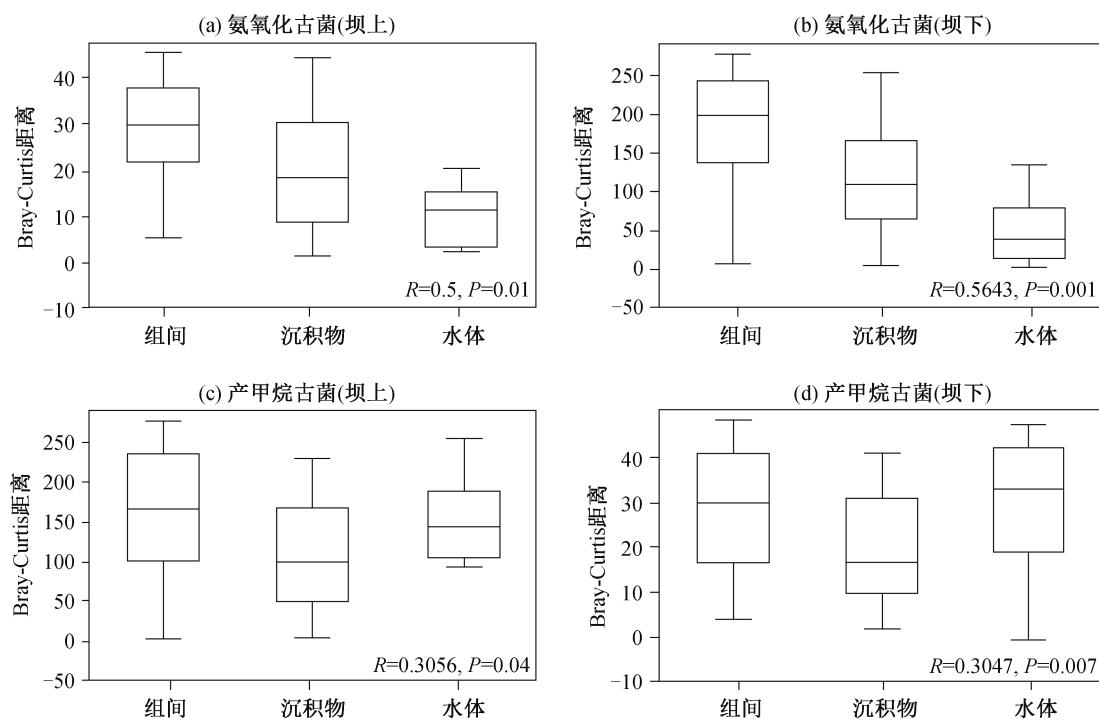 (a) 氨氧化古菌(坝上)
Bray-Curtis距离
40
30
20
10
0
−10
R=0.5, P=0.01
组间 沉积物 水体
(b) 氨氧化古菌(坝下)
Bray-Curtis距离
250
200
150
100
50
0
−50
R=0.5643, P=0.001
组间 沉积物 水体
(c) 产甲烷古菌(坝上)
Bray-Curtis距离
250
200
150
100
50
0
−50
R=0.3056, P=0.04
组间 沉积物 水体
(d) 产甲烷古菌(坝下)
Bray-Curtis距离
40
30
20
10
0
−10
R=0.3047, P=0.007
组间 沉积物 水体